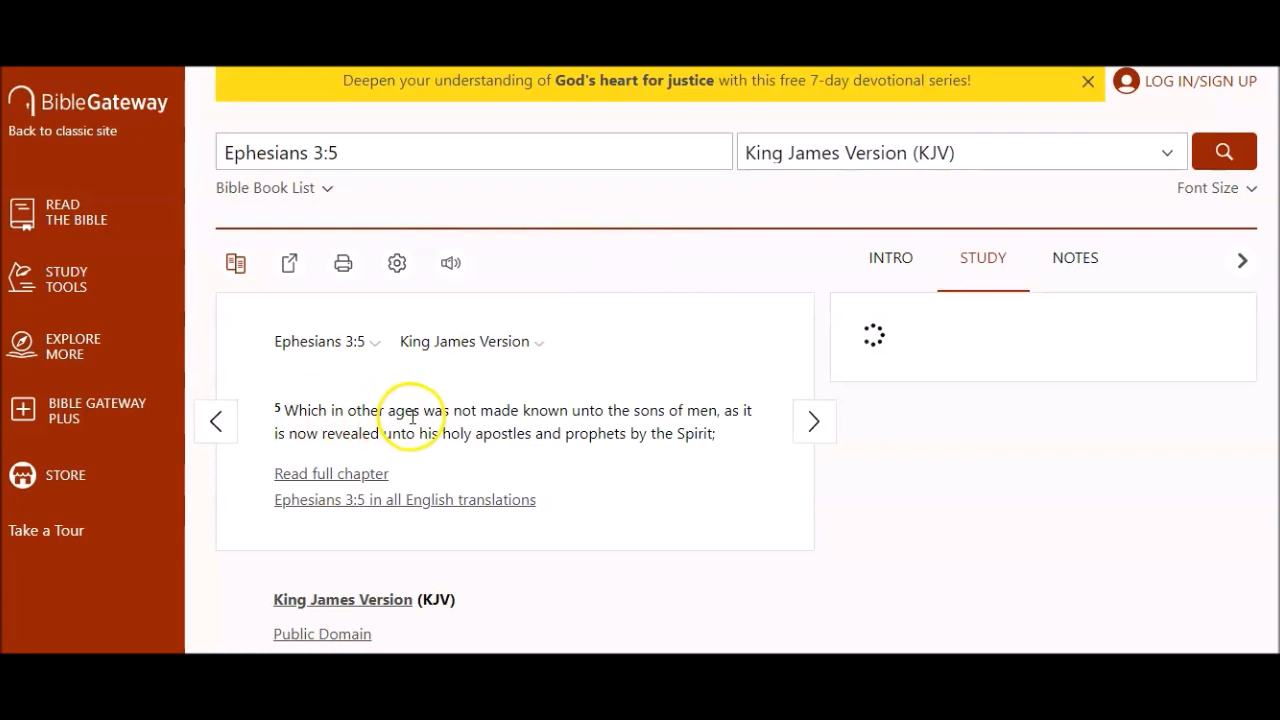 Deepen your understanding of God's heart for justice with this free 7-day devotional series!
LOG IN/SIGN UP
BibleGateway
Back to classic site
Ephesians 3:5
King James Version (KJV)
Bible Book List
Font Size
READ
THE BIBLE
STUDY
TOOLS
EXPLORE
MORE
BIBLE GATEWAY
PLUS
STORE
Take a Tour
INTRO
STUDY
NOTES
Ephesians 3:5
King James Version
5 Which in other ages was not made known unto the sons of men, as it
is now revealed unto his holy apostles and prophets by the Spirit;
Read full chapter
Ephesians 3:5 in all English translations
King James Version (KJV)
Public Domain